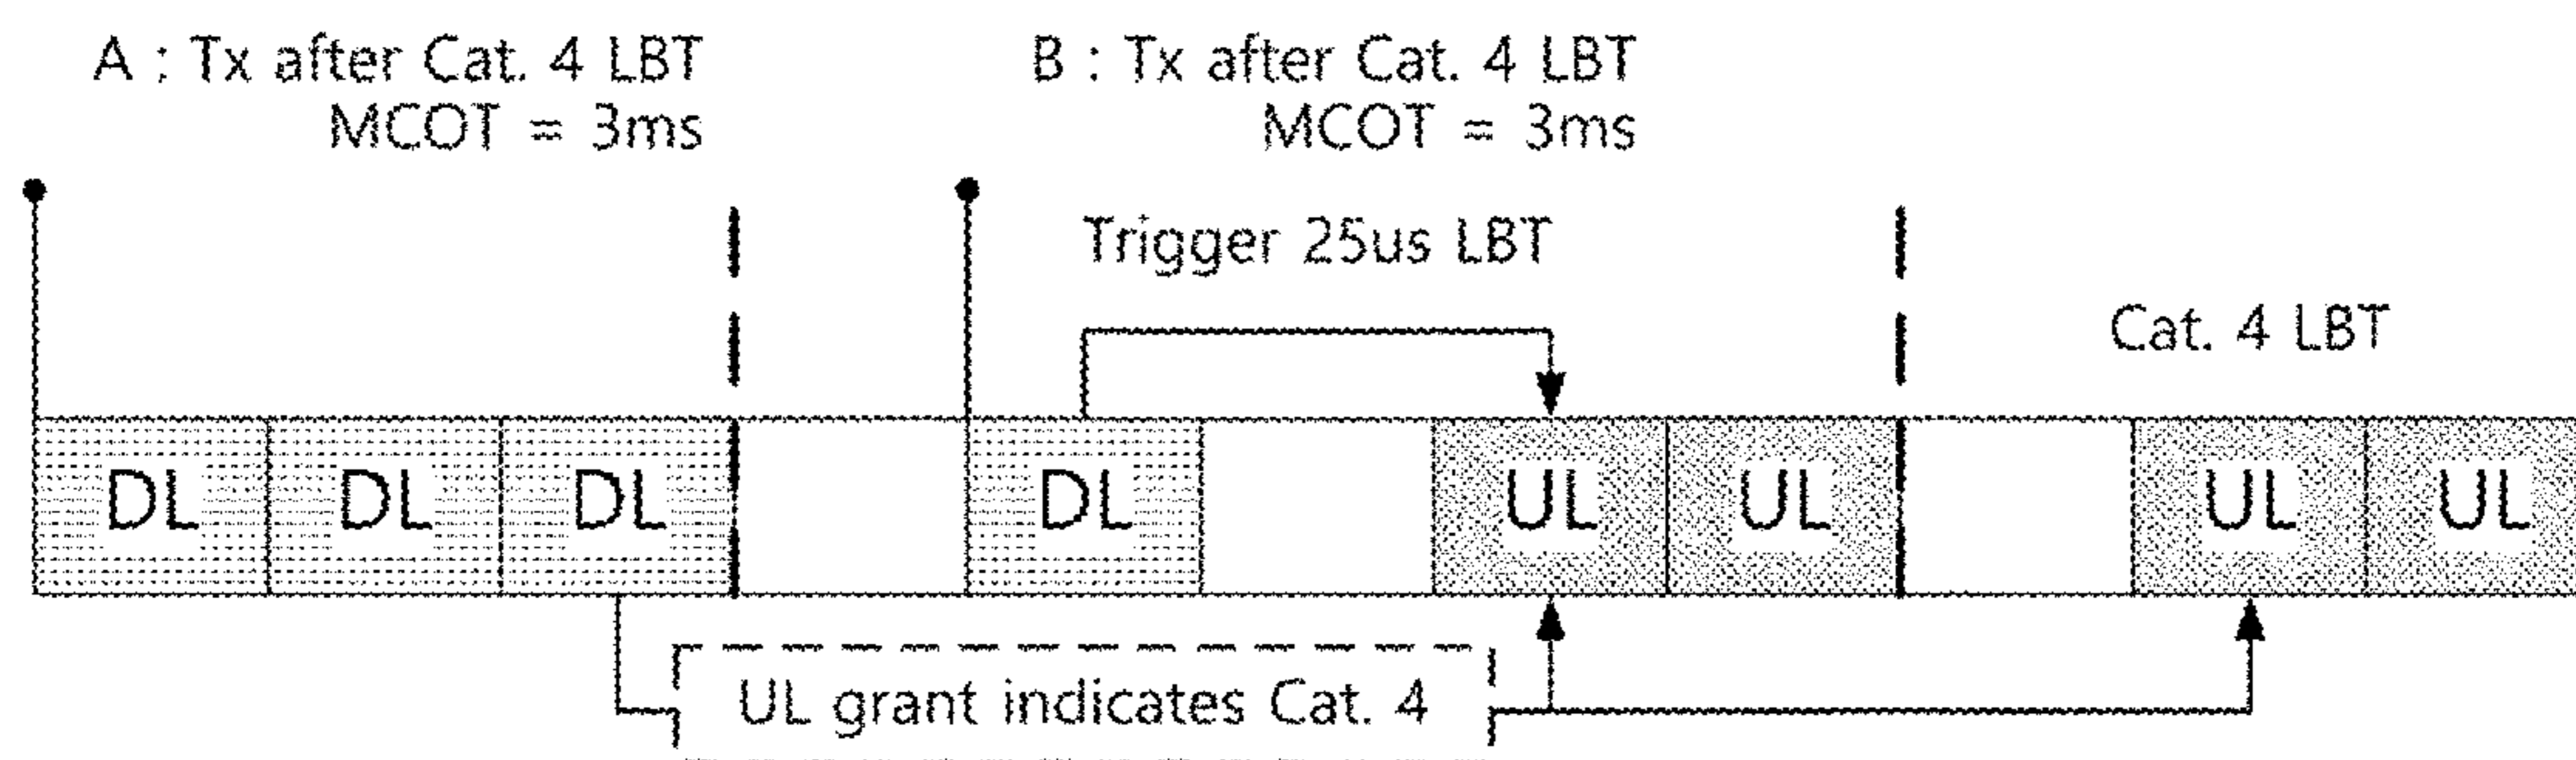 A : Tx after Cat. 4 LBT
MCOT = 3ms
B : Tx after Cat. 4 LBT
MCOT = 3ms
Trigger 25us LBT
Cat. 4 LBT
DL DL DL DL UL UL UL UL
UL grant indicates Cat. 4